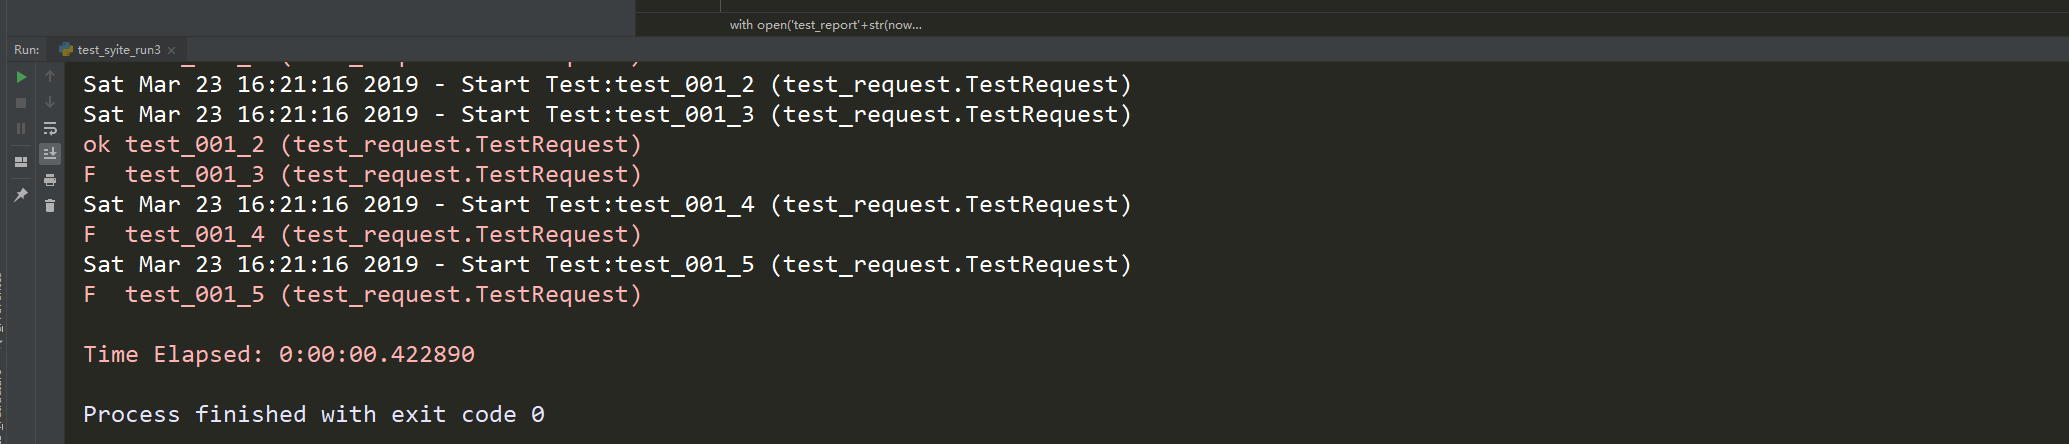 with open('test_report'+str(now...
Run: test_syite_run3
Sat Mar 23 16:21:16 2019 - Start Test:test_001_2 (test_request.TestRequest)
Sat Mar 23 16:21:16 2019 - Start Test:test_001_3 (test_request.TestRequest)
ok test_001_2 (test_request.TestRequest)
F  test_001_3 (test_request.TestRequest)
Sat Mar 23 16:21:16 2019 - Start Test:test_001_4 (test_request.TestRequest)
F  test_001_4 (test_request.TestRequest)
Sat Mar 23 16:21:16 2019 - Start Test:test_001_5 (test_request.TestRequest)
F  test_001_5 (test_request.TestRequest)
Time Elapsed: 0:00:00.422890
Process finished with exit code 0